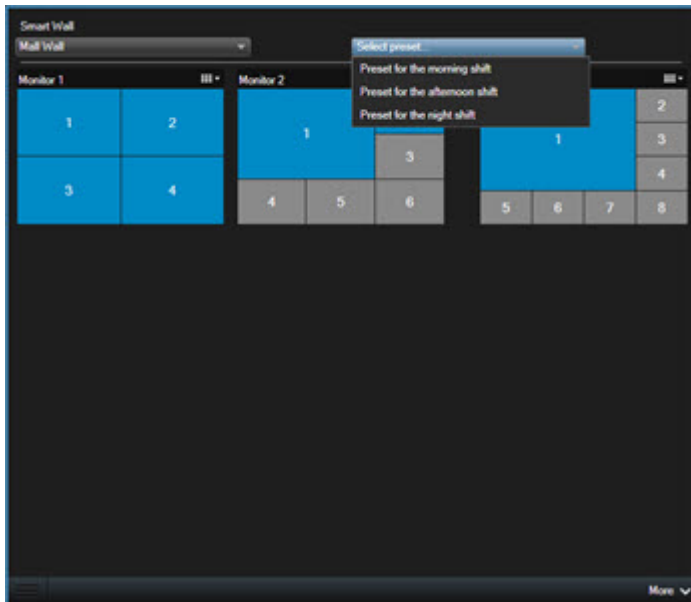 Smart Wall
Mall Wall
Select preset...
Preset for the morning shift
Preset for the afternoon shift
Preset for the night shift
Monitor 1
1 2
3 4
Monitor 2
1
3
4 5 6
1 2
3
4
5 6 7 8
More